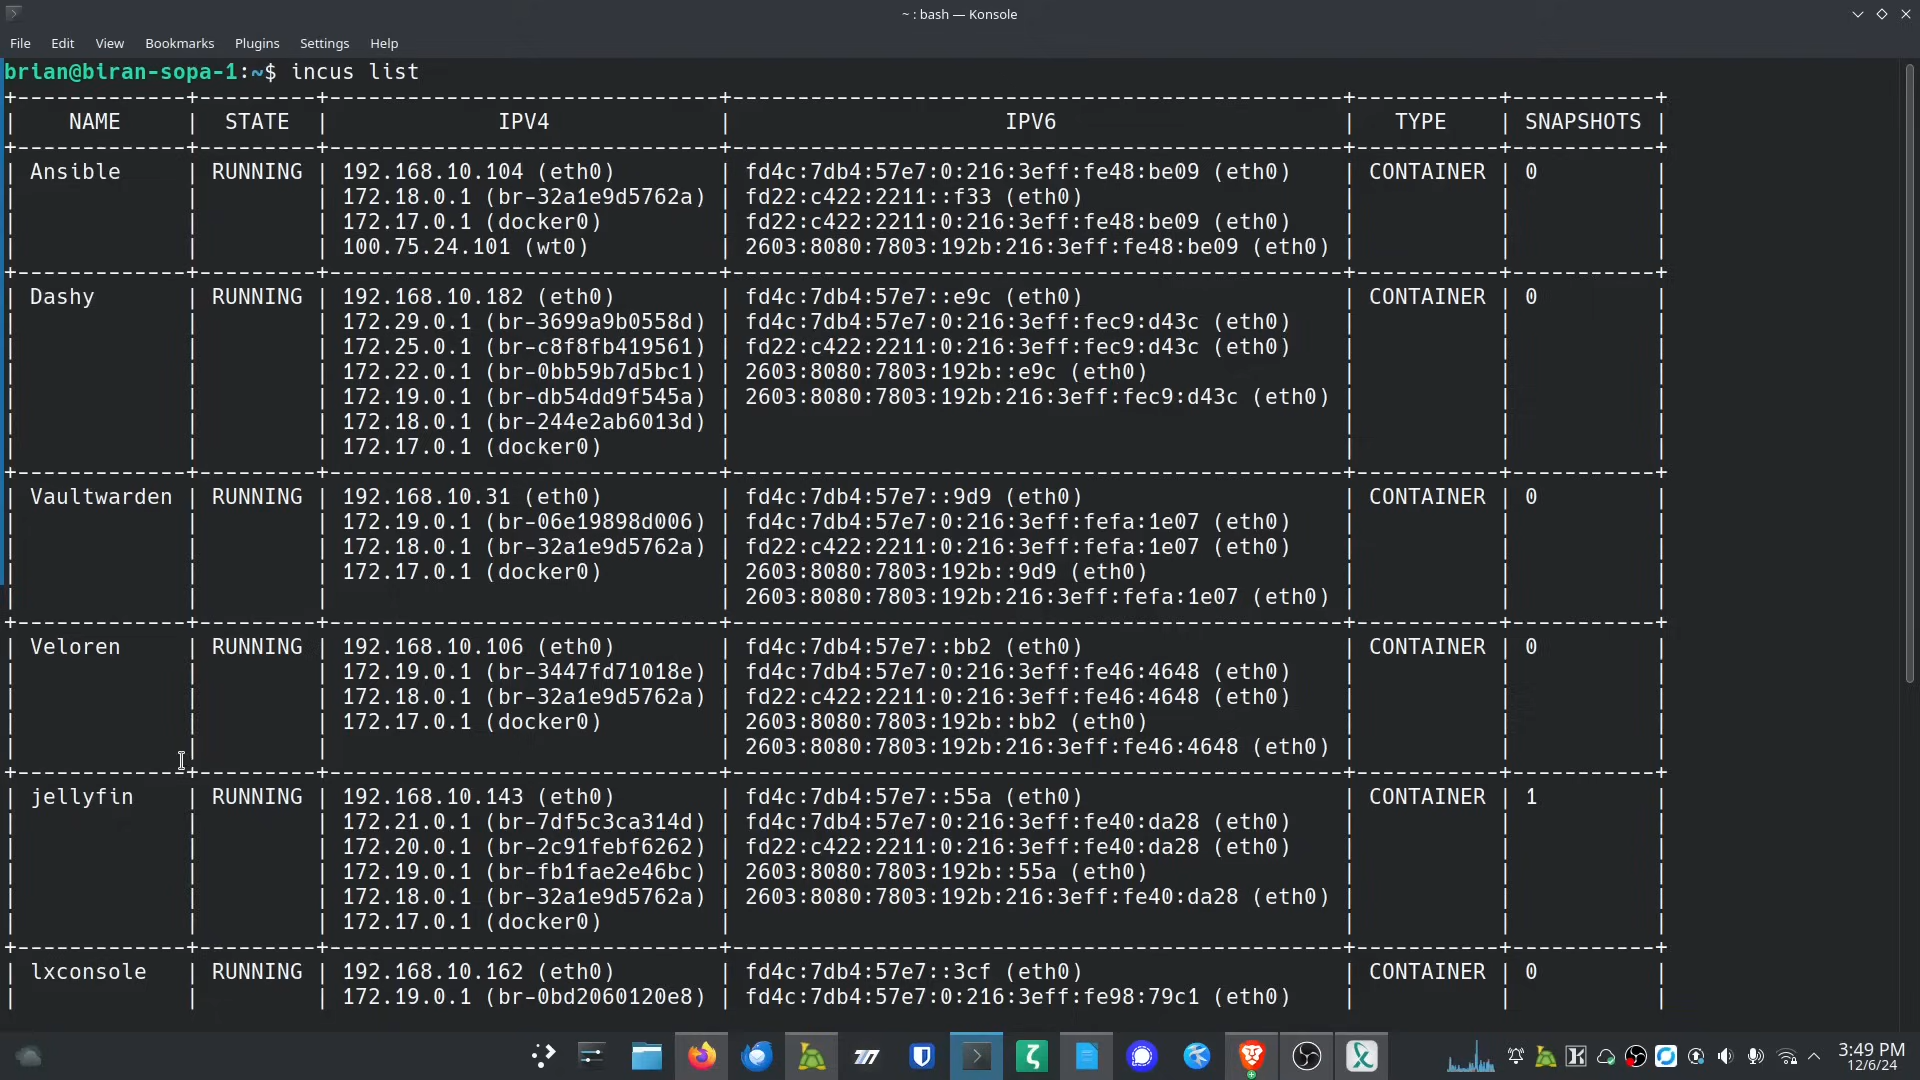 ~ : bash — Konsole
File Edit View Bookmarks Plugins Settings Help
brian@biran-sopa-1:~$ incus list
+-------------+---------+------------------------------+-----------------------------------------------+-----------+-----------+
| NAME | STATE | IPV4 | IPV6 | TYPE | SNAPSHOTS |
+-------------+---------+------------------------------+-----------------------------------------------+-----------+-----------+
| Ansible | RUNNING | 192.168.10.104 (eth0) | fd4c:7db4:57e7:0:216:3eff:fe48:be09 (eth0) | CONTAINER | 0 |
| | | 172.18.0.1 (br-32a1e9d5762a) | fd22:c422:2211::f33 (eth0) | | |
| | | 172.17.0.1 (docker0) | fd22:c422:2211:0:216:3eff:fe48:be09 (eth0) | | |
| | | 100.75.24.101 (wt0) | 2603:8080:7803:192b:216:3eff:fe48:be09 (eth0) | | |
+-------------+---------+------------------------------+-----------------------------------------------+-----------+-----------+
| Dashy | RUNNING | 192.168.10.182 (eth0) | fd4c:7db4:57e7::e9c (eth0) | CONTAINER | 0 |
| | | 172.29.0.1 (br-3699a9b0558d) | fd4c:7db4:57e7:0:216:3eff:fec9:d43c (eth0) | | |
| | | 172.25.0.1 (br-c8f8fb419561) | fd22:c422:2211:0:216:3eff:fec9:d43c (eth0) | | |
| | | 172.22.0.1 (br-0bb59b7d5bc1) | 2603:8080:7803:192b::e9c (eth0) | | |
| | | 172.19.0.1 (br-db54dd9f545a) | 2603:8080:7803:192b:216:3eff:fec9:d43c (eth0) | | |
| | | 172.18.0.1 (br-244e2ab6013d) | | | |
| | | 172.17.0.1 (docker0) | | | |
+-------------+---------+------------------------------+-----------------------------------------------+-----------+-----------+
| Vaultwarden | RUNNING | 192.168.10.31 (eth0) | fd4c:7db4:57e7::9d9 (eth0) | CONTAINER | 0 |
| | | 172.19.0.1 (br-06e19898d006) | fd4c:7db4:57e7:0:216:3eff:fefa:1e07 (eth0) | | |
| | | 172.18.0.1 (br-32a1e9d5762a) | fd22:c422:2211:0:216:3eff:fefa:1e07 (eth0) | | |
| | | 172.17.0.1 (docker0) | 2603:8080:7803:192b::9d9 (eth0) | | |
| | | | 2603:8080:7803:192b:216:3eff:fefa:1e07 (eth0) | | |
+-------------+---------+------------------------------+-----------------------------------------------+-----------+-----------+
| Veloren | RUNNING | 192.168.10.106 (eth0) | fd4c:7db4:57e7::bb2 (eth0) | CONTAINER | 0 |
| | | 172.19.0.1 (br-3447fd71018e) | fd4c:7db4:57e7:0:216:3eff:fe46:4648 (eth0) | | |
| | | 172.18.0.1 (br-32a1e9d5762a) | fd22:c422:2211:0:216:3eff:fe46:4648 (eth0) | | |
| | | 172.17.0.1 (docker0) | 2603:8080:7803:192b::bb2 (eth0) | | |
| | | | 2603:8080:7803:192b:216:3eff:fe46:4648 (eth0) | | |
+-------------+---------+------------------------------+-----------------------------------------------+-----------+-----------+
| jellyfin | RUNNING | 192.168.10.143 (eth0) | fd4c:7db4:57e7::55a (eth0) | CONTAINER | 1 |
| | | 172.21.0.1 (br-7df5c3ca314d) | fd4c:7db4:57e7:0:216:3eff:fe40:da28 (eth0) | | |
| | | 172.20.0.1 (br-2c91febf6262) | fd22:c422:2211:0:216:3eff:fe40:da28 (eth0) | | |
| | | 172.19.0.1 (br-fb1fae2e46bc) | 2603:8080:7803:192b::55a (eth0) | | |
| | | 172.18.0.1 (br-32a1e9d5762a) | 2603:8080:7803:192b:216:3eff:fe40:da28 (eth0) | | |
| | | 172.17.0.1 (docker0) | | | |
+-------------+---------+------------------------------+-----------------------------------------------+-----------+-----------+
| lxconsole | RUNNING | 192.168.10.162 (eth0) | fd4c:7db4:57e7::3cf (eth0) | CONTAINER | 0 |
| | | 172.19.0.1 (br-0bd2060120e8) | fd4c:7db4:57e7:0:216:3eff:fe98:79c1 (eth0) | | |
3:49 PM
12/6/24